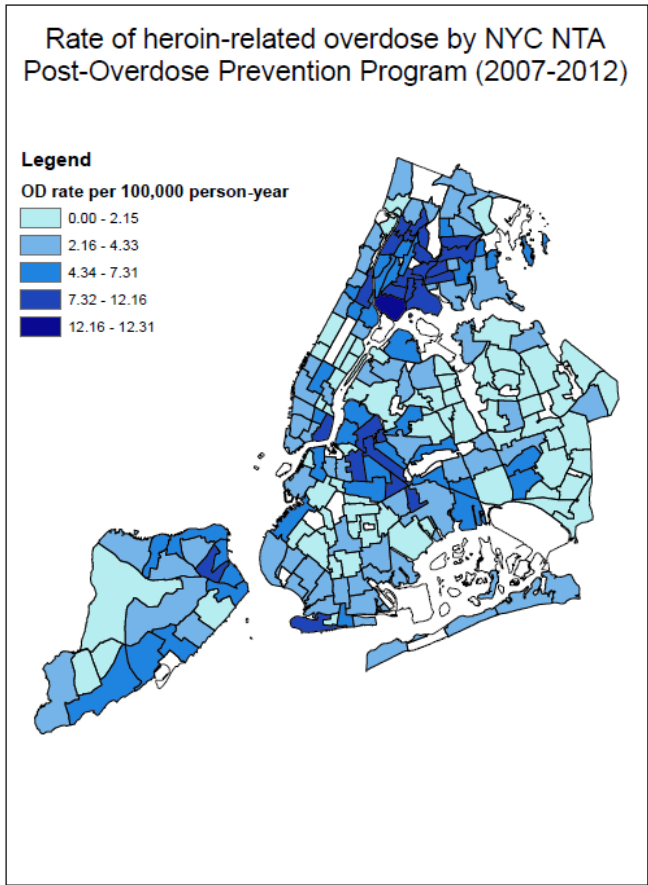 Rate of heroin-related overdose by NYC NTA
Post-Overdose Prevention Program (2007-2012)
Legend
OD rate per 100,000 person-year
0.00 - 2.15
2.16 - 4.33
4.34 - 7.31
7.32 - 12.16
12.16 - 12.31